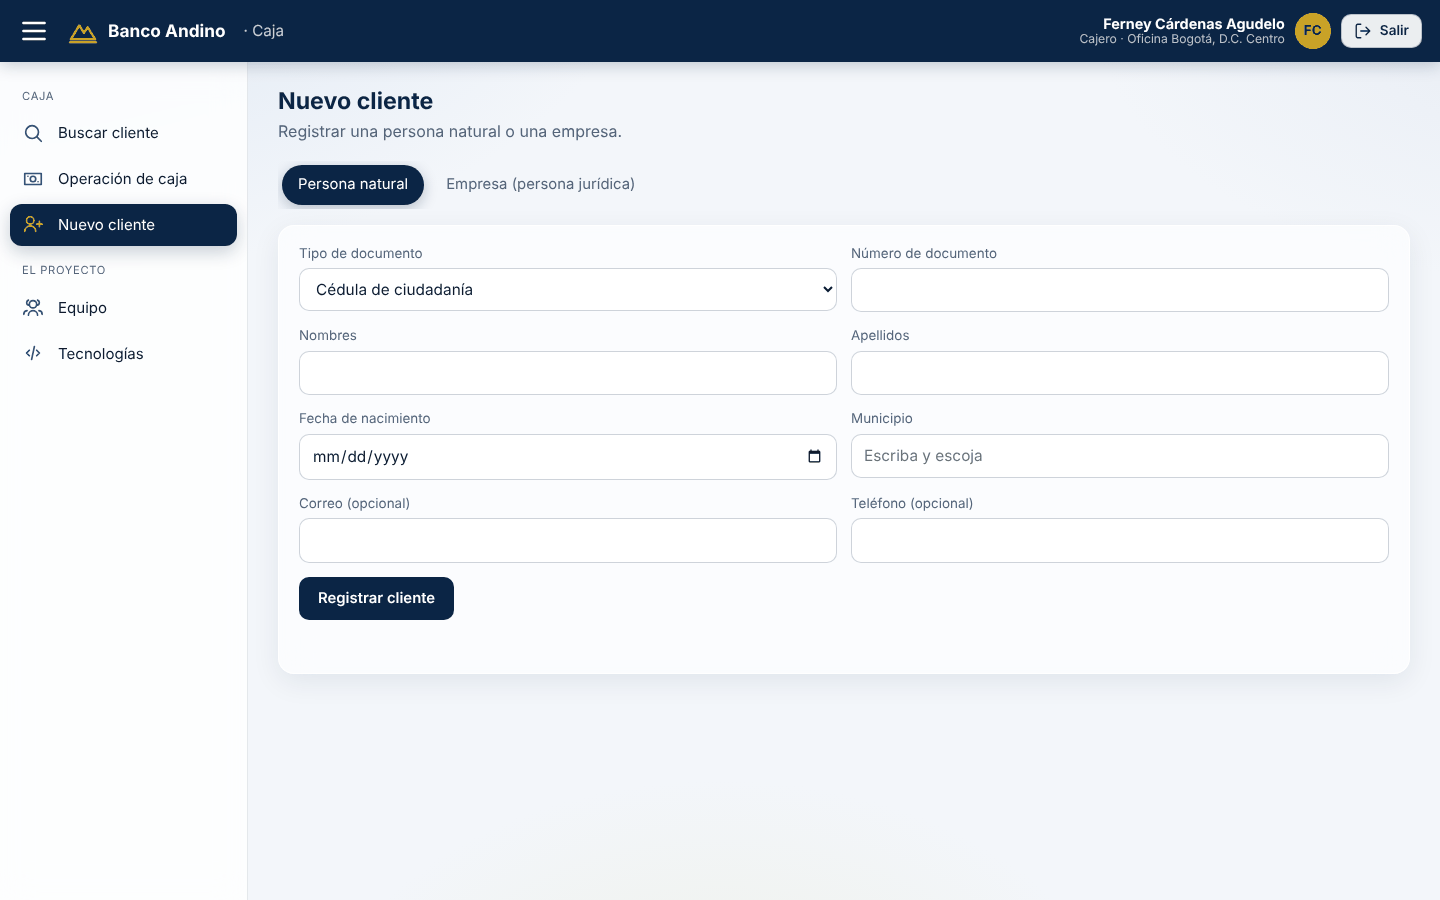 Banco Andino · Caja
Ferney Cárdenas Agudelo
Cajero · Oficina Bogotá, D.C. Centro
FC
Salir
CAJA
Buscar cliente
Operación de caja
Nuevo cliente
EL PROYECTO
Equipo
Tecnologías
Nuevo cliente
Registrar una persona natural o una empresa.
Persona natural
Empresa (persona jurídica)
Tipo de documento
Cédula de ciudadanía
Número de documento
Nombres
Apellidos
Fecha de nacimiento
mm/dd/yyyy
Municipio
Escriba y escoja
Correo (opcional)
Teléfono (opcional)
Registrar cliente